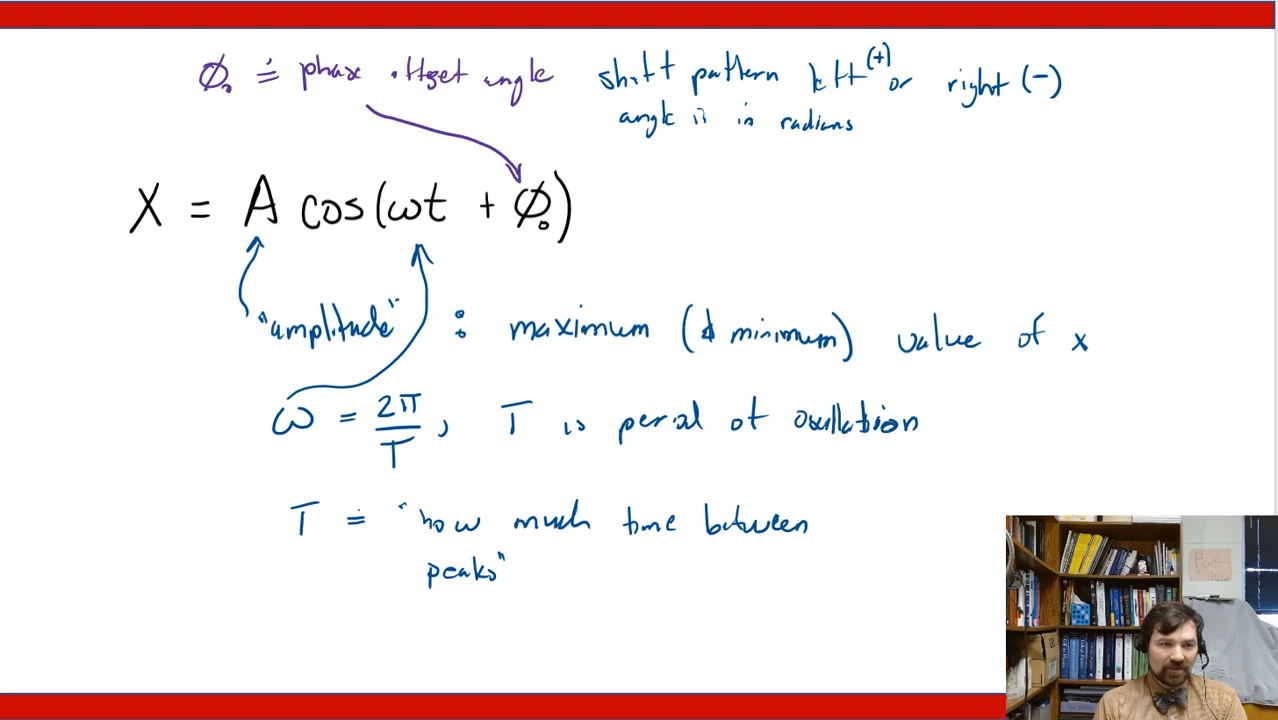 ϕ₀ ≐ phase offset angle shift pattern left (+) or right (-)
angle is in radians
X = A cos(ωt + ϕ₀)
"amplitude" : maximum (& minimum) value of x
ω = 2π/T, T is period of oscillation
T ≐ "how much time between
peaks"